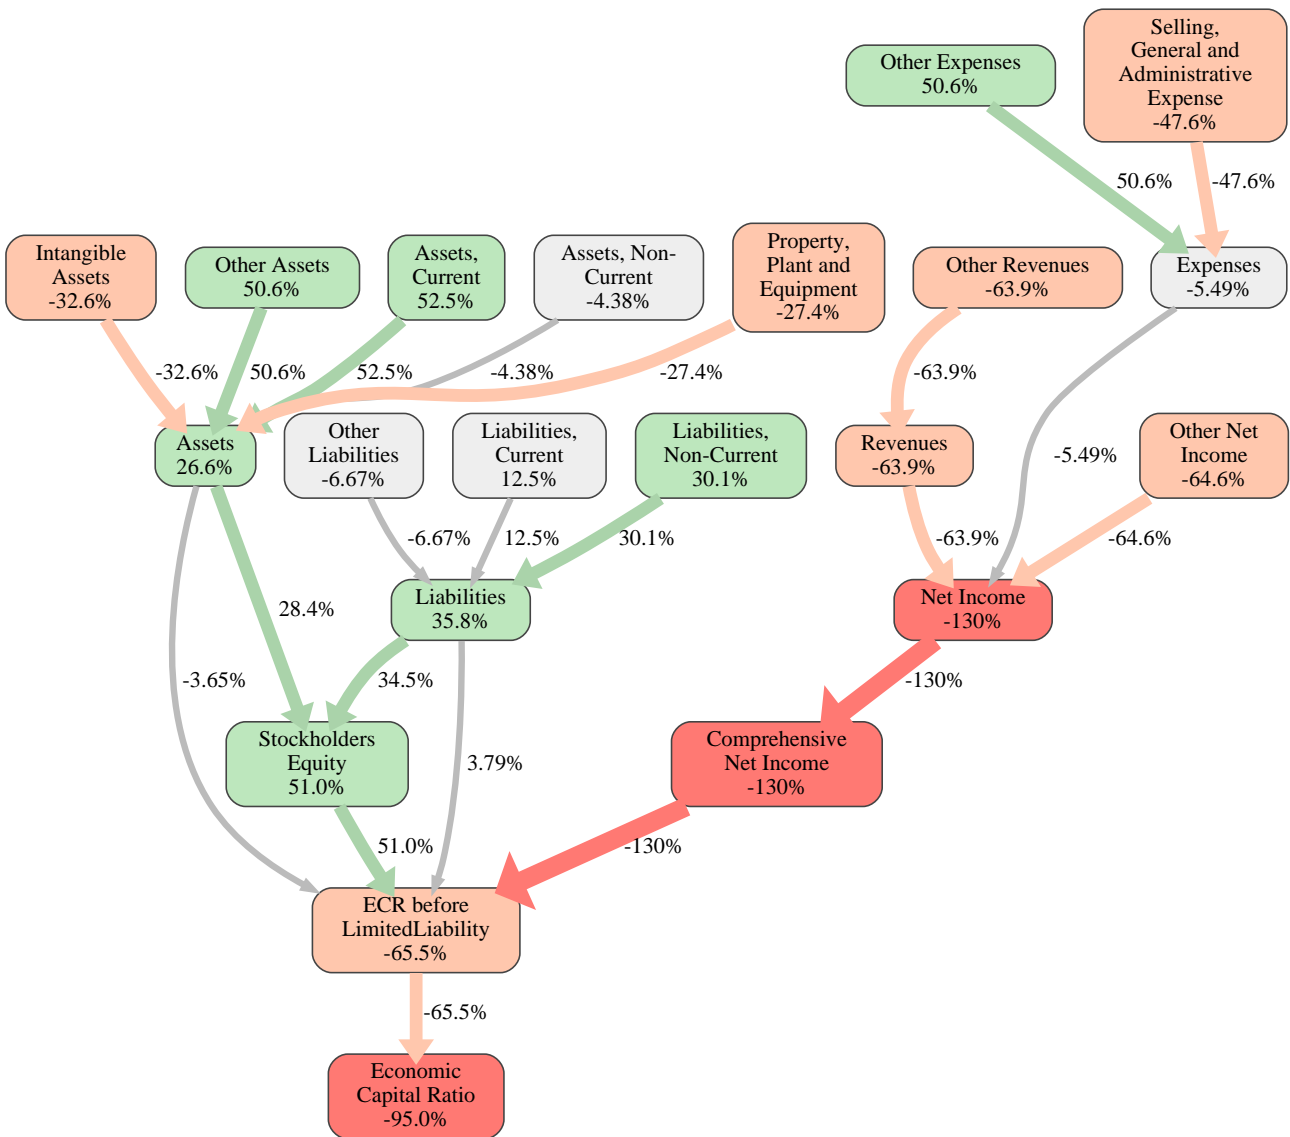 Selling,
General and
Administrative
Expense
-47.6%
Other Expenses
50.6%
50.6%
-47.6%
Intangible
Assets
-32.6%
Other Assets
50.6%
Assets,
Current
52.5%
Assets, Non-
Current
-4.38%
Property,
Plant and
Equipment
-27.4%
Other Revenues
-63.9%
Expenses
-5.49%
-32.6%
50.6%
52.5%
-4.38%
-27.4%
-63.9%
-5.49%
Assets
26.6%
Other
Liabilities
-6.67%
Liabilities,
Current
12.5%
Liabilities,
Non-Current
30.1%
Revenues
-63.9%
Other Net
Income
-64.6%
-6.67%
12.5%
30.1%
-63.9%
-64.6%
28.4%
Liabilities
35.8%
Net Income
-130%
-3.65%
34.5%
-130%
Stockholders
Equity
51.0%
3.79%
Comprehensive
Net Income
-130%
51.0%
-130%
ECR before
LimitedLiability
-65.5%
-65.5%
Economic
Capital Ratio
-95.0%